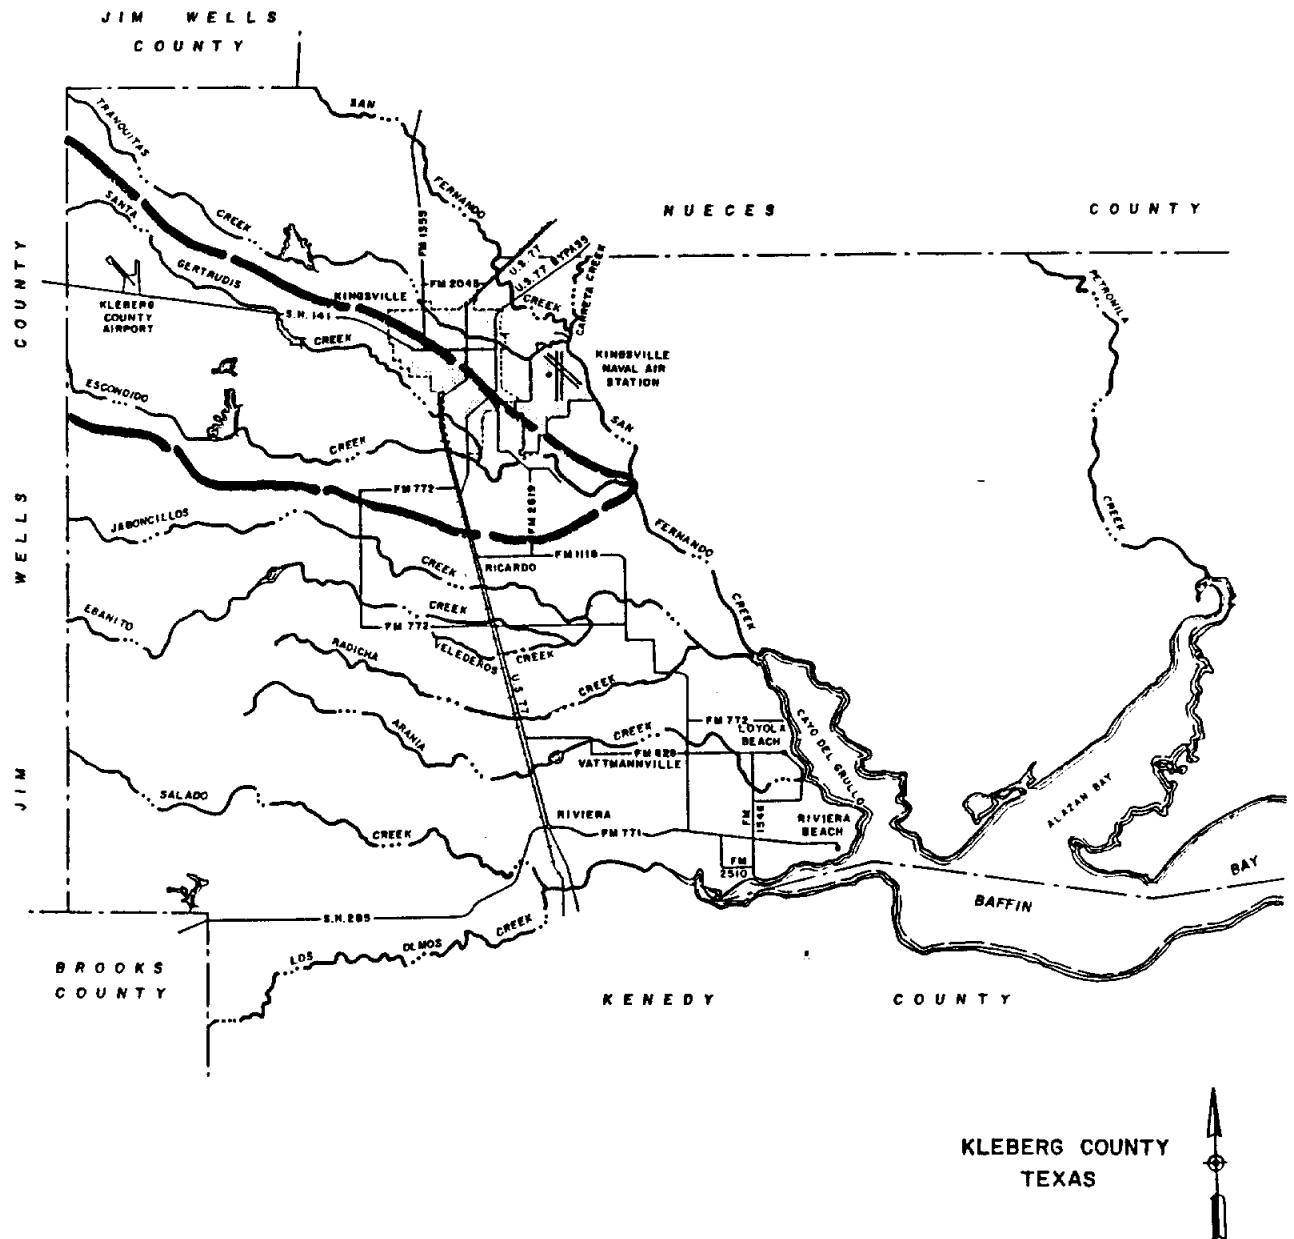 JIM WELLS
COUNTY
SAN
TRANQUITAS
FERNANDO
NUECES COUNTY
SANTA
CREEK
FM 1355
U.S. 77
U.S. 77 BYPASS
CARRETA CREEK
PETRONILA
GERTRUDIS
FM 2045
KINGSVILLE
CREEK
KLEBERG
COUNTY
AIRPORT
S.H. 141
CREEK
KINGSVILLE
NAVAL AIR
STATION
JIM WELLS COUNTY
ESCONDIDO
SAN
CREEK
FM 772
FM 2619
CREEK
JABONCILLOS
FERNANDO
FM 1118
CREEK
RICARDO
CREEK
EBANITO
CREEK
FM 772
RADICHA
VELEDEROS
CREEK
CREEK
U.S. 77
ARANIA
CREEK
FM 772
LOYOLA
BEACH
CAYO DEL GRULLO
FM 628
VATTMANNVILLE
SALADO
RIVIERA
FM
1546
RIVIERA
BEACH
ALAZAN BAY
CREEK
FM 771
FM
2510
BAFFIN BAY
S.H. 285
CREEK
LOS OLMOS
BROOKS
COUNTY
KENEDY COUNTY
KLEBERG COUNTY
TEXAS